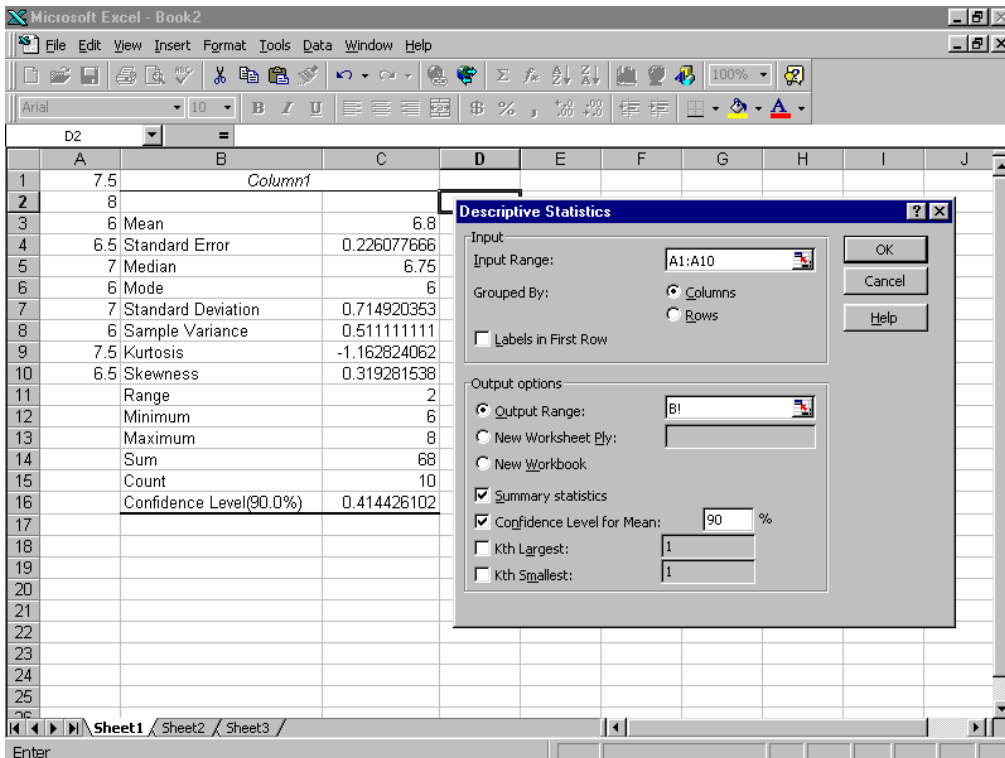 Microsoft Excel - Book2
File Edit View Insert Format Tools Data Window Help
100%
Arial 10 B I U $ % ,
D2 =
A B C D E F G H I J
1 7.5 Column1
2 8
3 6 Mean 6.8
4 6.5 Standard Error 0.226077666
5 7 Median 6.75
6 6 Mode 6
7 7 Standard Deviation 0.714920353
8 6 Sample Variance 0.511111111
9 7.5 Kurtosis -1.162824062
10 6.5 Skewness 0.319281538
11 Range 2
12 Minimum 6
13 Maximum 8
14 Sum 68
15 Count 10
16 Confidence Level(90.0%) 0.414426102
17
18
19
20
21
22
23
24
25
26
Descriptive Statistics
Input
Input Range: A1:A10
Grouped By: Columns
Rows
Labels in First Row
OK
Cancel
Help
Output options
Output Range: B!
New Worksheet Ply:
New Workbook
Summary statistics
Confidence Level for Mean: 90 %
Kth Largest: 1
Kth Smallest: 1
Sheet1 Sheet2 Sheet3
Enter